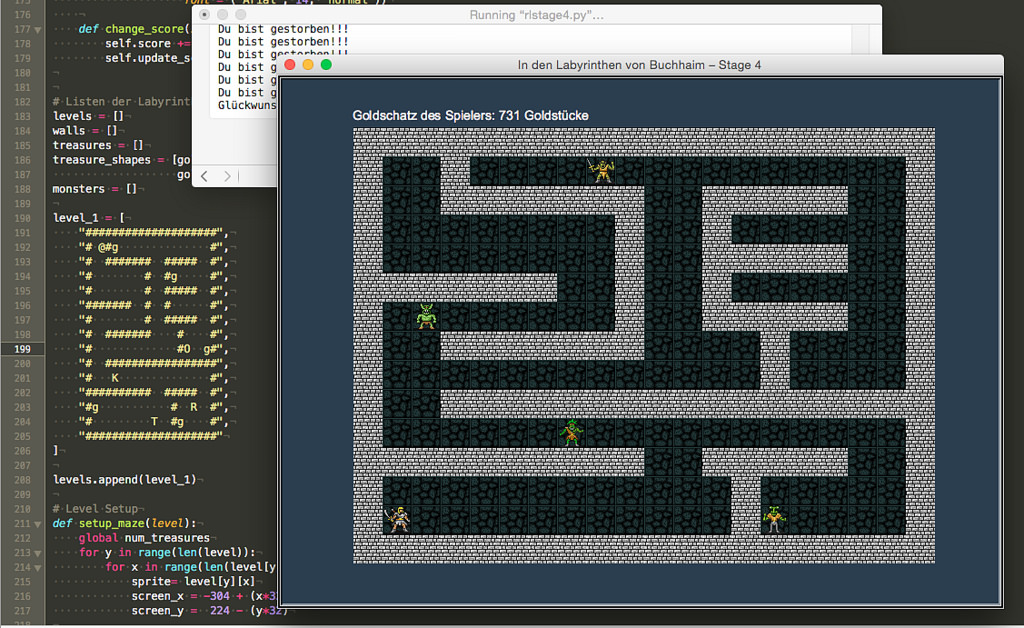 176 font = ("Arial", 14, "normal"))
177 def change_score(
178 self.score +=
179 self.update_s
180
181
182 # Listen der Labyrint
183 levels = []
184 walls = []
185 treasures = []
186 treasure_shapes = [go
187 go
188 monsters = []
189
190 level_1 = [
191 "####################",
192 "# @#g              #",
193 "#  #######  #####  #",
194 "#        #  #g     #",
195 "#        #  #####  #",
196 "#######  #  #      #",
197 "#        #  #####  #",
198 "#  #######    #    #",
199 "#             #O  g#",
200 "#  #################",
201 "#   K              #",
202 "##########  #####  #",
203 "#g           #  R  #",
204 "#         T  #g    #",
205 "####################"
206 ]
207
208 levels.append(level_1)
209
210 # Level Setup
211 def setup_maze(level):
212 global num_treasures
213 for y in range(len(level)):
214 for x in range(len(level[y
215 sprite= level[y][x]
216 screen_x = -304 + (x*3
217 screen_y =  224 - (y*32)
Running “rlstage4.py”…
Du bist gestorben!!!
Du bist gestorben!!!
Du bist gestorben!!!
Du bist g
Du bist g
Du bist g
Glückwuns
In den Labyrinthen von Buchhaim – Stage 4
Goldschatz des Spielers: 731 Goldstücke